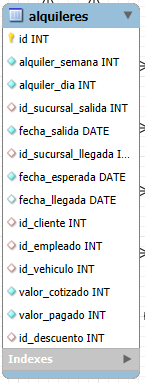 alquileres
id INT
alquiler_semana INT
alquiler_dia INT
id_sucursal_salida INT
fecha_salida DATE
id_sucursal_llegada I...
fecha_esperada DATE
fecha_llegada DATE
id_cliente INT
id_empleado INT
id_vehiculo INT
valor_cotizado INT
valor_pagado INT
id_descuento INT
Indexes